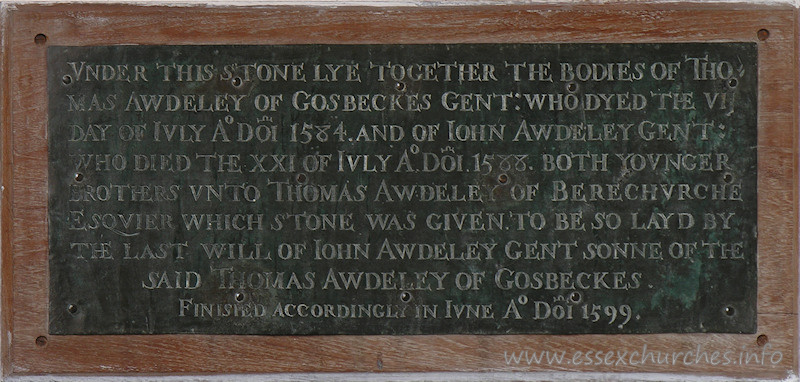 VNDER THIS STONE LYE TOGETHER THE BODIES OF THO:
MAS AWDELEY OF GOSBECKES GENT: WHO DYED THE VII
DAY OF IVLY Aº DÑI 1584. AND OF IOHN AWDELEY GENT:
WHO DIED THE XXI OF IVLY Aº. DÑI. 1588. BOTH YOVNGER
BROTHERS VNTO THOMAS AWDELEY OF BERECHVRCHE
ESQVIER WHICH STONE WAS GIVEN. TO BE SO LAYD BY
THE LAST WILL OF IOHN AWDELEY GENT SONNE OF THE
SAID THOMAS AWDELEY OF GOSBECKES.
FINISHED ACCORDINGLY IN IVNE Aº DÑI 1599.
www.essexchurches.info